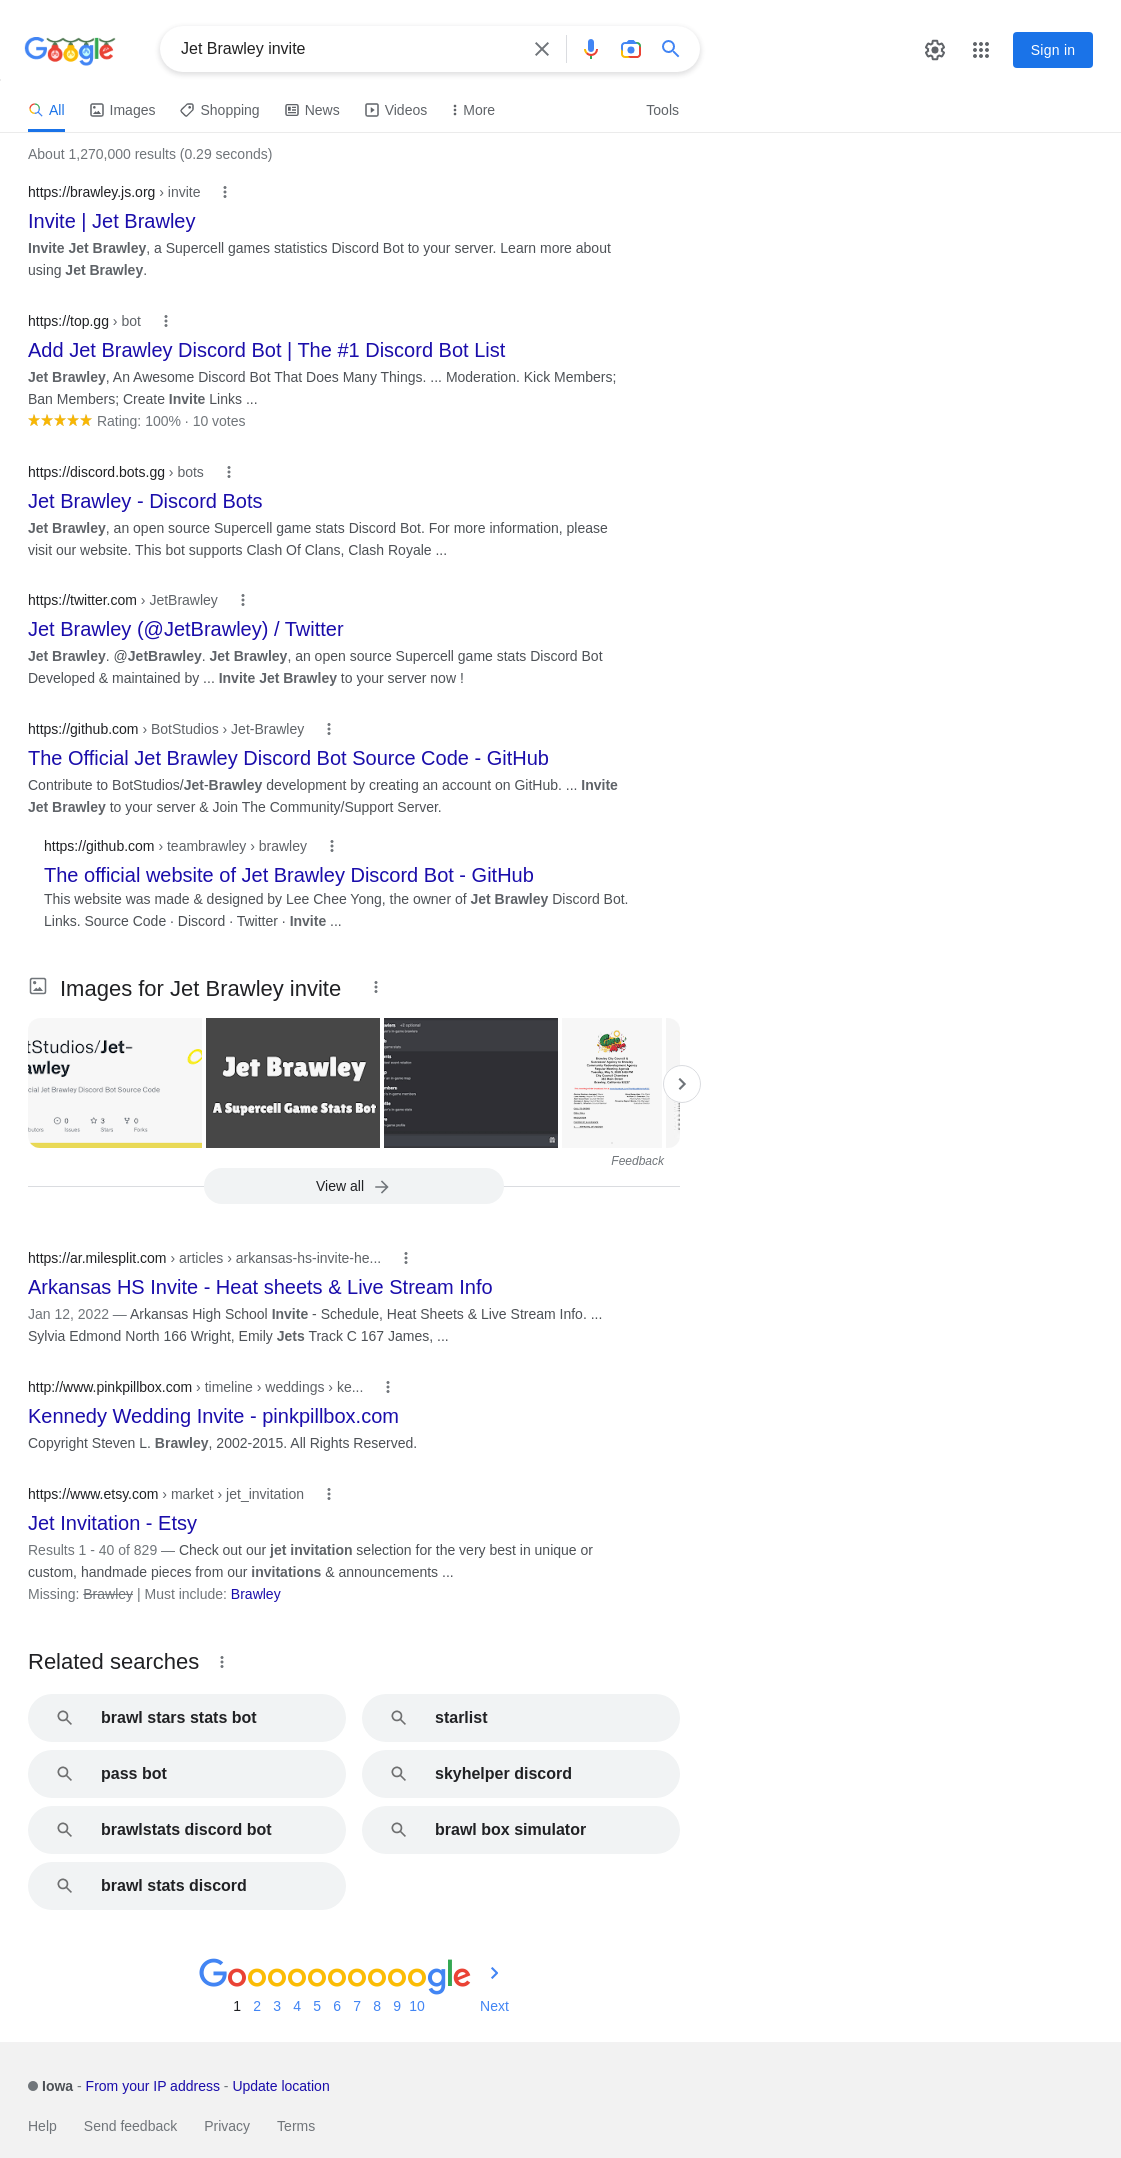 Google
Jet Brawley invite
Sign in
All
Images
Shopping
News
Videos
More
Tools
About 1,270,000 results (0.29 seconds)
https://brawley.js.org › invite
Invite | Jet Brawley
Invite Jet Brawley, a Supercell games statistics Discord Bot to your server. Learn more about
using Jet Brawley.
https://top.gg › bot
Add Jet Brawley Discord Bot | The #1 Discord Bot List
Jet Brawley, An Awesome Discord Bot That Does Many Things. ... Moderation. Kick Members;
Ban Members; Create Invite Links ...
Rating: 100% · 10 votes
https://discord.bots.gg › bots
Jet Brawley - Discord Bots
Jet Brawley, an open source Supercell game stats Discord Bot. For more information, please
visit our website. This bot supports Clash Of Clans, Clash Royale ...
https://twitter.com › JetBrawley
Jet Brawley (@JetBrawley) / Twitter
Jet Brawley. @JetBrawley. Jet Brawley, an open source Supercell game stats Discord Bot
Developed & maintained by ... Invite Jet Brawley to your server now !
https://github.com › BotStudios › Jet-Brawley
The Official Jet Brawley Discord Bot Source Code - GitHub
Contribute to BotStudios/Jet-Brawley development by creating an account on GitHub. ... Invite
Jet Brawley to your server & Join The Community/Support Server.
https://github.com › teambrawley › brawley
The official website of Jet Brawley Discord Bot - GitHub
This website was made & designed by Lee Chee Yong, the owner of Jet Brawley Discord Bot.
Links. Source Code · Discord · Twitter · Invite ...
Images for Jet Brawley invite
tStudios/Jet-
awley
cial Jet Brawley Discord Bot Source Code
0 3 0
Issues Stars Forks
Jet Brawley
A Supercell Game Stats Bot
Feedback
View all
https://ar.milesplit.com › articles › arkansas-hs-invite-he...
Arkansas HS Invite - Heat sheets & Live Stream Info
Jan 12, 2022 — Arkansas High School Invite - Schedule, Heat Sheets & Live Stream Info. ...
Sylvia Edmond North 166 Wright, Emily Jets Track C 167 James, ...
http://www.pinkpillbox.com › timeline › weddings › ke...
Kennedy Wedding Invite - pinkpillbox.com
Copyright Steven L. Brawley, 2002-2015. All Rights Reserved.
https://www.etsy.com › market › jet_invitation
Jet Invitation - Etsy
Results 1 - 40 of 829 — Check out our jet invitation selection for the very best in unique or
custom, handmade pieces from our invitations & announcements ...
Missing: Brawley | Must include: Brawley
Related searches
brawl stars stats bot
starlist
pass bot
skyhelper discord
brawlstats discord bot
brawl box simulator
brawl stats discord
Goooooooooogle
1 2 3 4 5 6 7 8 9 10 Next
Iowa - From your IP address - Update location
Help Send feedback Privacy Terms